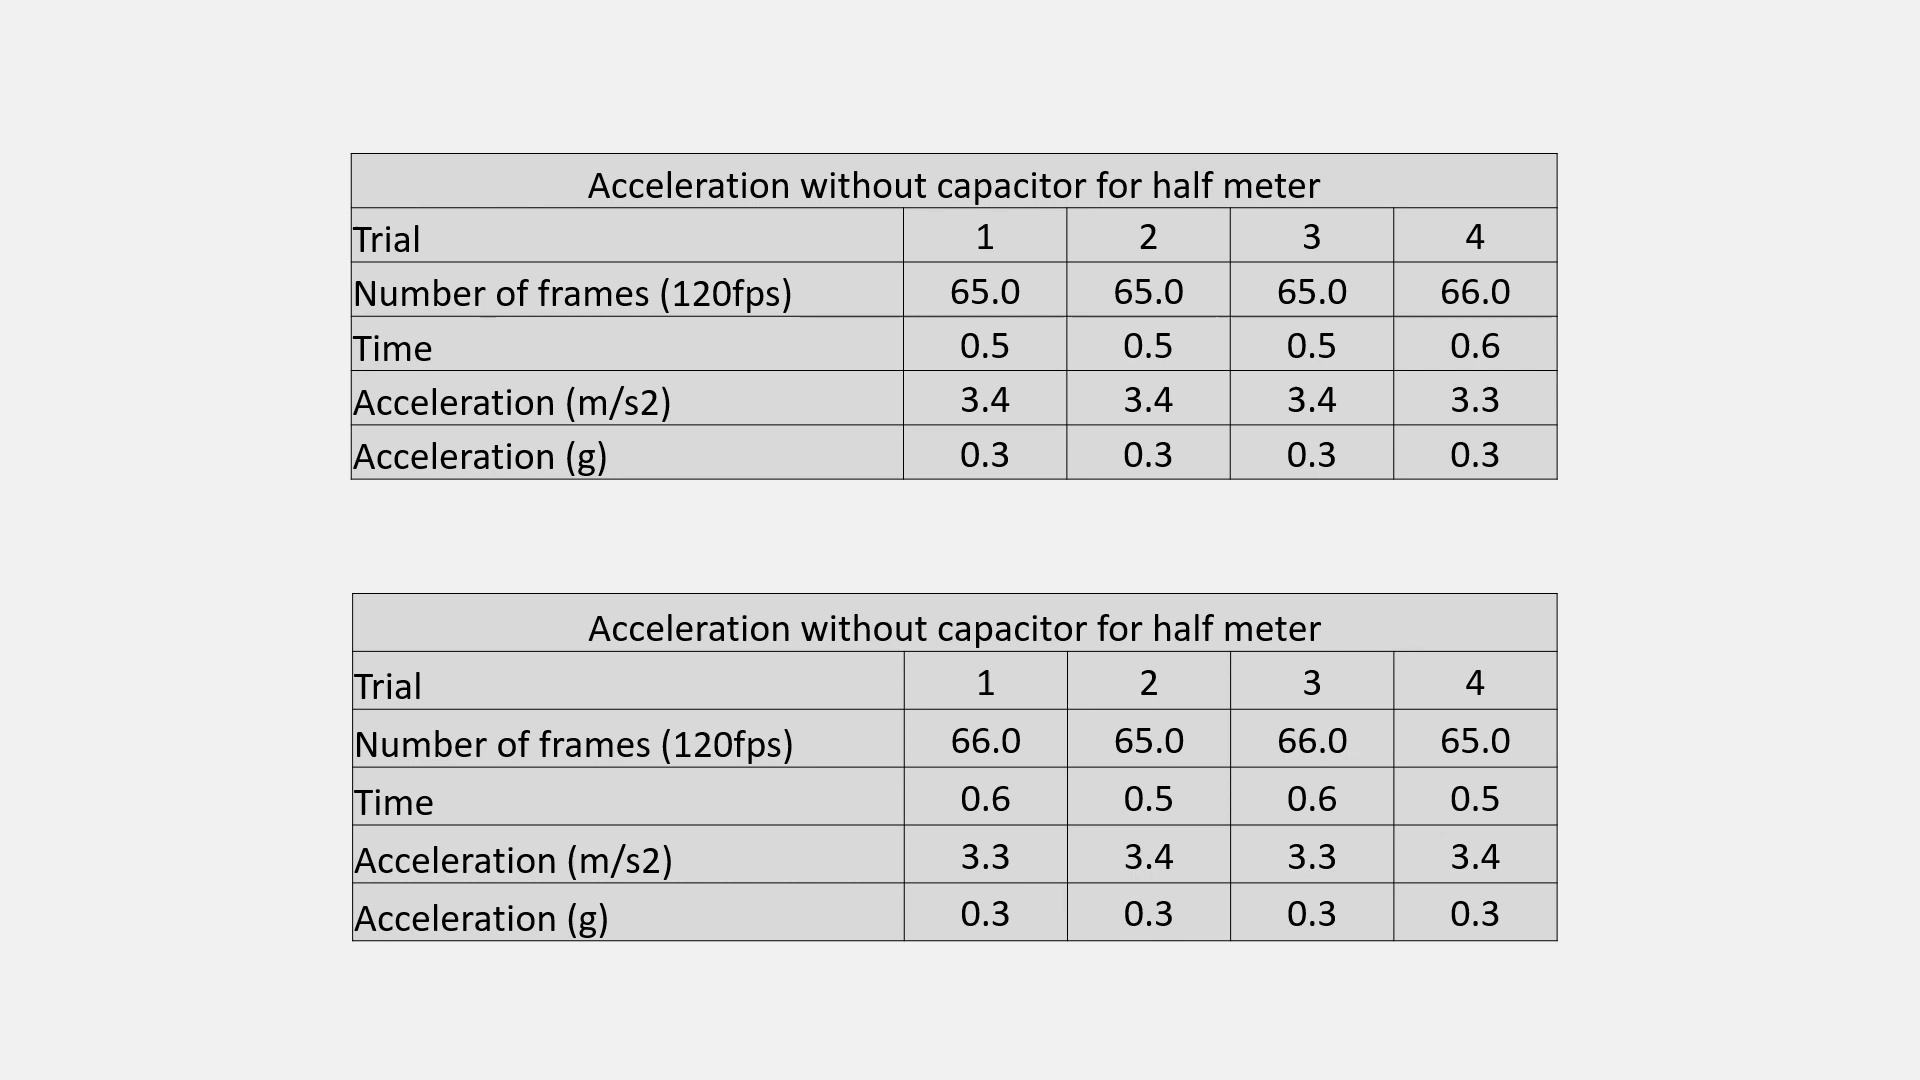 Acceleration without capacitor for half meter
Trial 1 2 3 4
Number of frames (120fps) 65.0 65.0 65.0 66.0
Time 0.5 0.5 0.5 0.6
Acceleration (m/s2) 3.4 3.4 3.4 3.3
Acceleration (g) 0.3 0.3 0.3 0.3
Acceleration without capacitor for half meter
Trial 1 2 3 4
Number of frames (120fps) 66.0 65.0 66.0 65.0
Time 0.6 0.5 0.6 0.5
Acceleration (m/s2) 3.3 3.4 3.3 3.4
Acceleration (g) 0.3 0.3 0.3 0.3